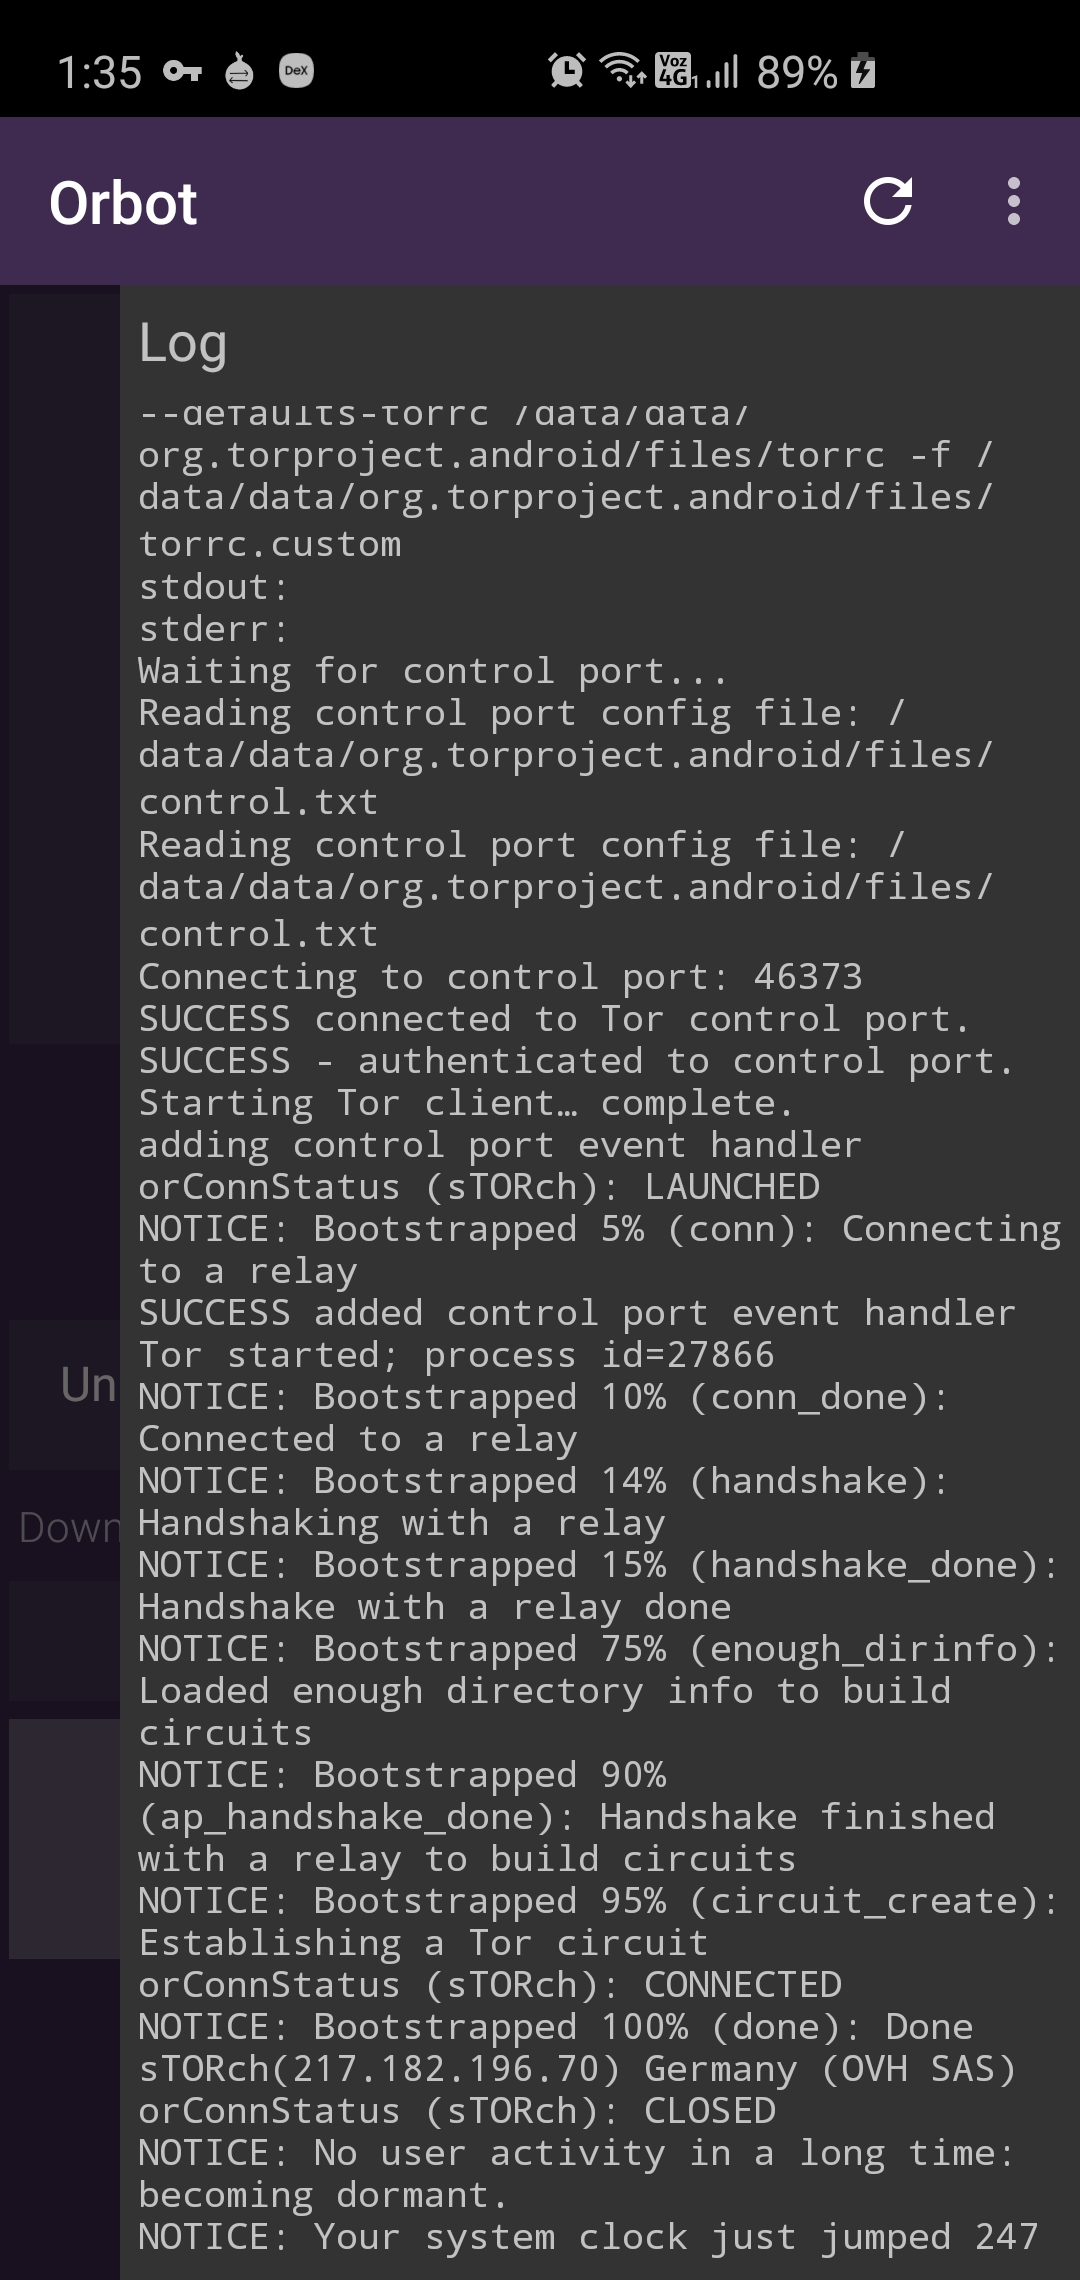 1:35
DeX
Voz
4G 1
89%
Orbot
Log
--defaults-torrc /data/data/
org.torproject.android/files/torrc -f /
data/data/org.torproject.android/files/
torrc.custom
stdout:
stderr:
Waiting for control port...
Reading control port config file: /
data/data/org.torproject.android/files/
control.txt
Reading control port config file: /
data/data/org.torproject.android/files/
control.txt
Connecting to control port: 46373
SUCCESS connected to Tor control port.
SUCCESS - authenticated to control port.
Starting Tor client… complete.
adding control port event handler
orConnStatus (sTORch): LAUNCHED
NOTICE: Bootstrapped 5% (conn): Connecting
to a relay
SUCCESS added control port event handler
Tor started; process id=27866
NOTICE: Bootstrapped 10% (conn_done):
Connected to a relay
NOTICE: Bootstrapped 14% (handshake):
Handshaking with a relay
NOTICE: Bootstrapped 15% (handshake_done):
Handshake with a relay done
NOTICE: Bootstrapped 75% (enough_dirinfo):
Loaded enough directory info to build
circuits
NOTICE: Bootstrapped 90%
(ap_handshake_done): Handshake finished
with a relay to build circuits
NOTICE: Bootstrapped 95% (circuit_create):
Establishing a Tor circuit
orConnStatus (sTORch): CONNECTED
NOTICE: Bootstrapped 100% (done): Done
sTORch(217.182.196.70) Germany (OVH SAS)
orConnStatus (sTORch): CLOSED
NOTICE: No user activity in a long time:
becoming dormant.
NOTICE: Your system clock just jumped 247
Un
Down